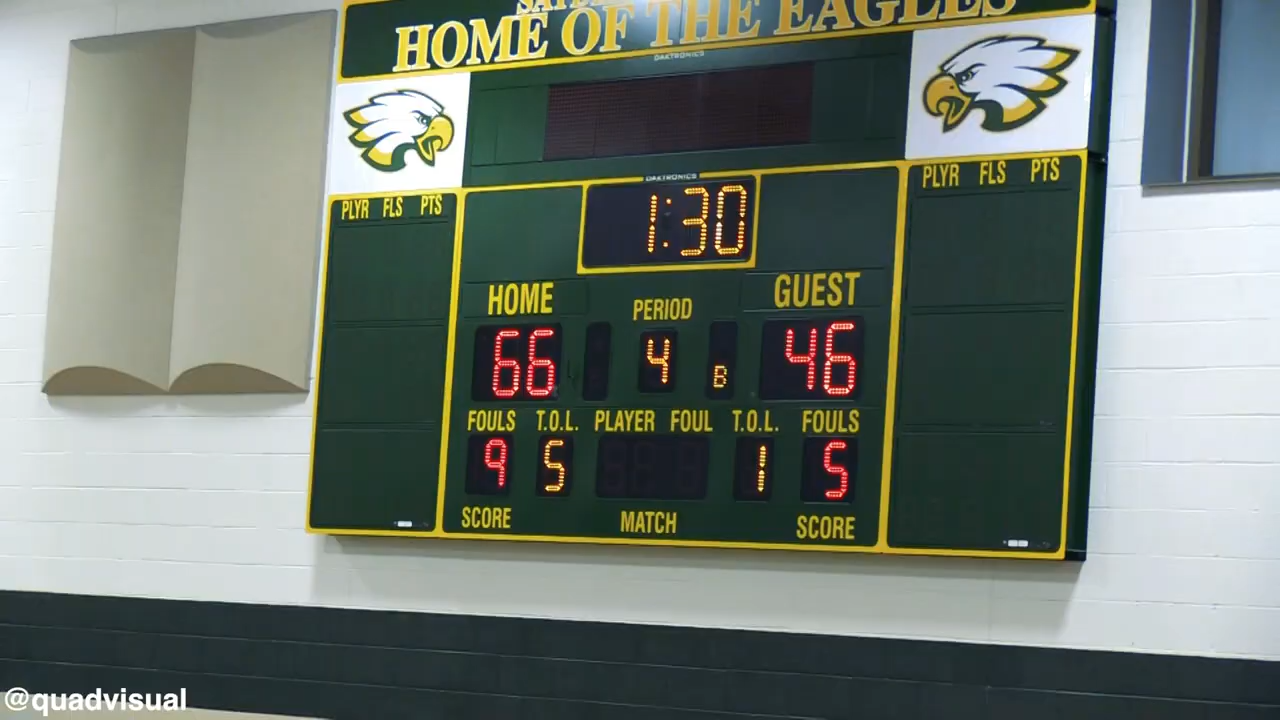 HOME OF THE EAGLES
DAKTRONICS
PLYR FLS PTS
DAKTRONICS
1:30
PLYR FLS PTS
HOME PERIOD GUEST
66 4 B 46
FOULS T.O.L. PLAYER FOUL T.O.L. FOULS
9 5 1 5
SCORE MATCH SCORE
@quadvisual